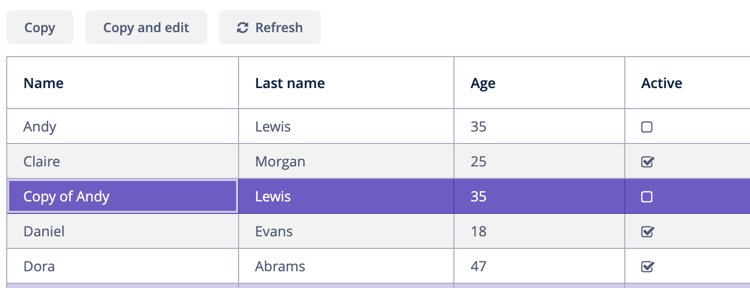 Copy Copy and edit Refresh
Name Last name Age Active
Andy Lewis 35
Claire Morgan 25
Copy of Andy Lewis 35
Daniel Evans 18
Dora Abrams 47